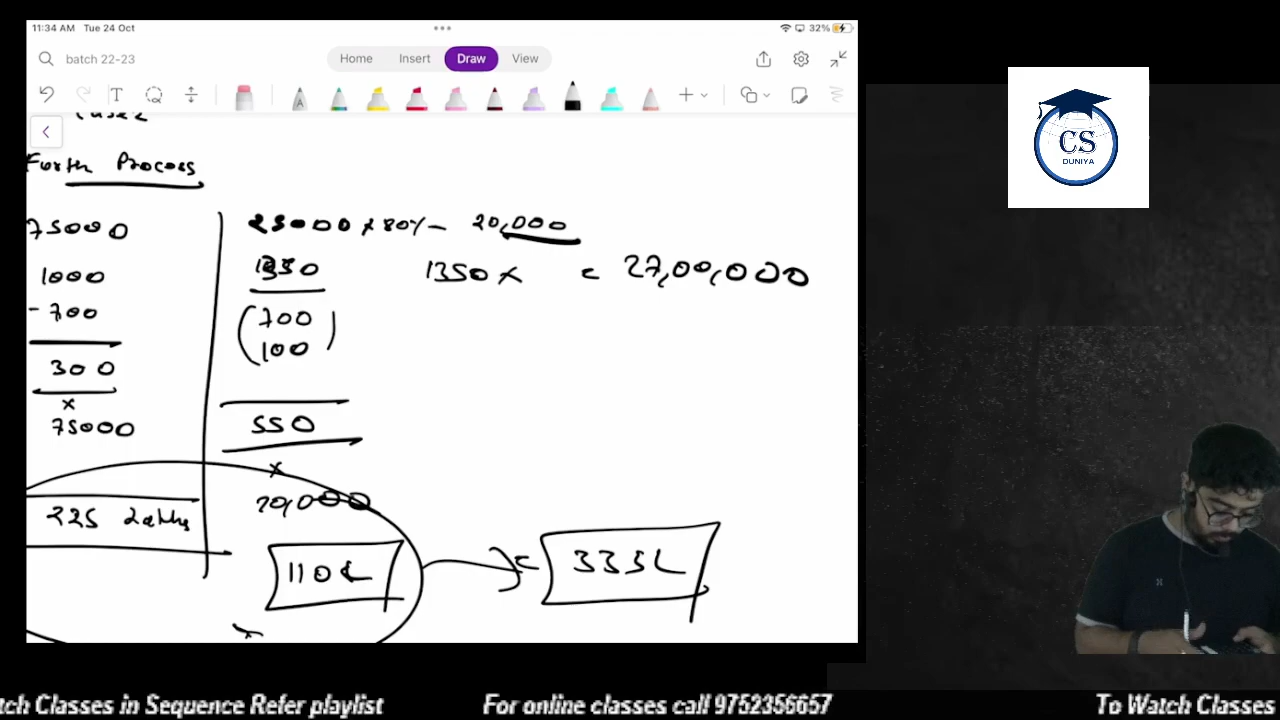 11:34 AM Tue 24 Oct
32%
batch 22-23
Home Insert Draw View
CS
DUNIYA
Furth Process
75000
1000
-700
300
x
75000
225 Lakhs
25000 x 80% - 20,000
1350
(700
100)
550
x
20,000
110L
1350 x = 27,00,000
333L
tch Classes in Sequence Refer playlist
For online classes call 9752356657
To Watch Classes